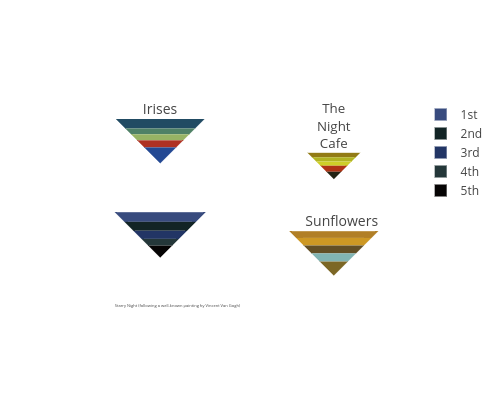 Irises
The
Night
Cafe
Sunflowers
1st
2nd
3rd
4th
5th
Starry Night (following a well-known painting by Vincent Van Gogh)